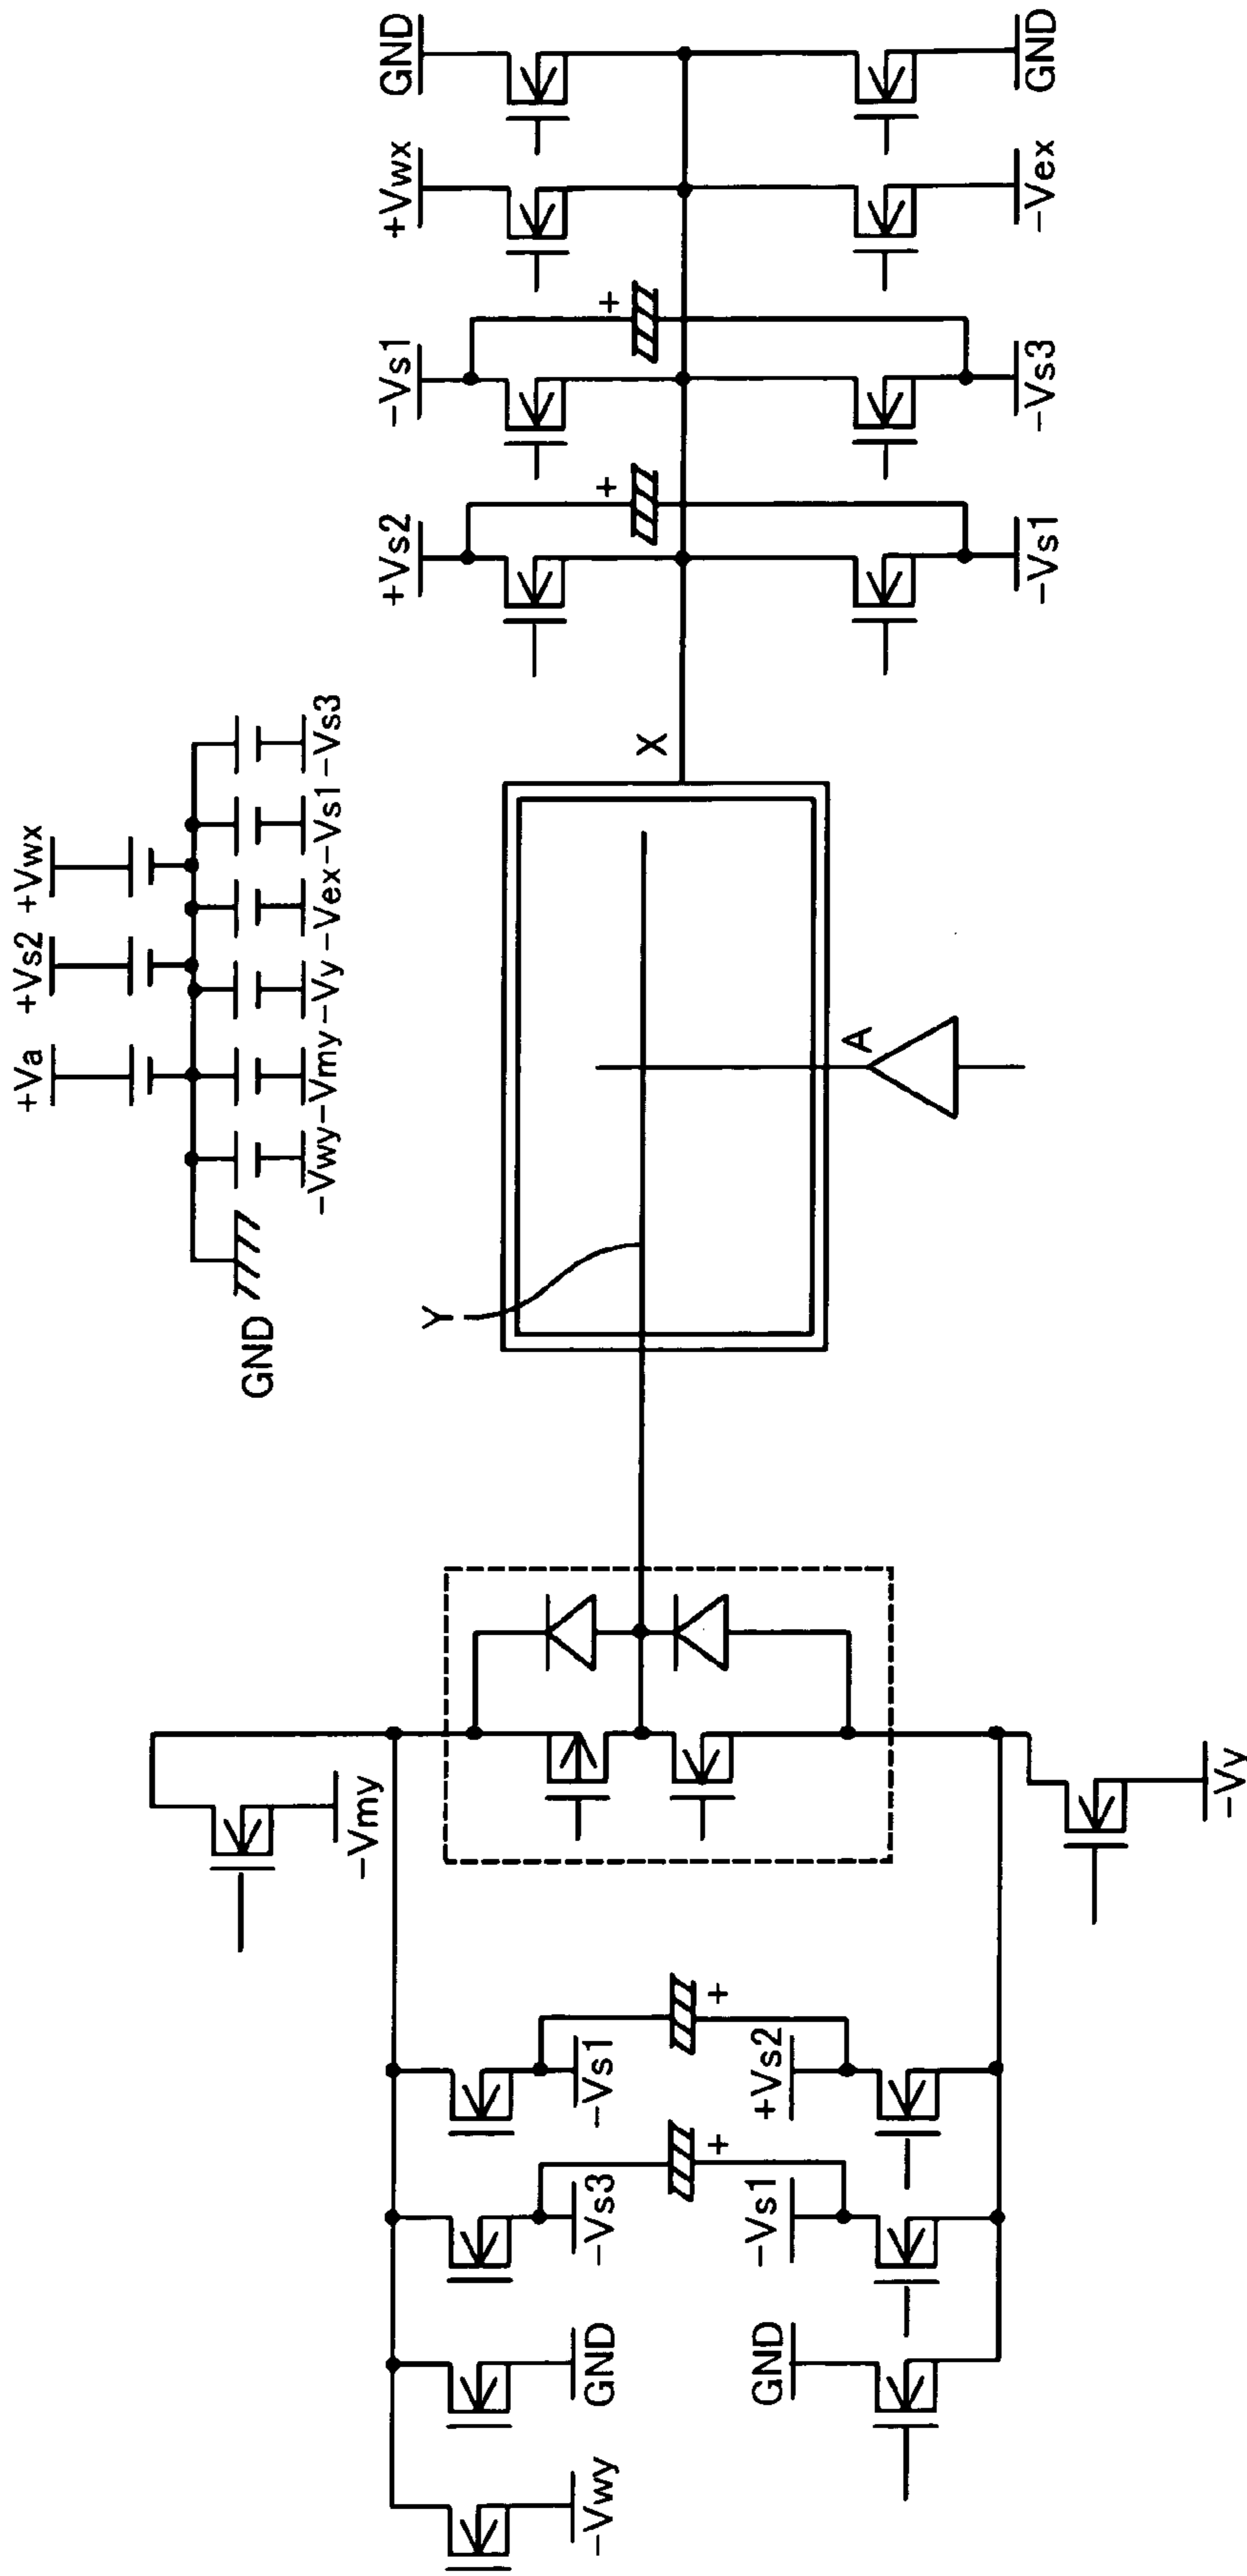 +Va +Vs2 +Vwx
GND
-Vwy-Vmy-Vy-Vex-Vs1-Vs3
-Vmy
+Vs2 -Vs1 +Vwx GND
Y
-Vwy GND -Vs3 -Vs1
+ +
X
+ +
GND -Vs1 +Vs2
A
-Vs1 -Vs3 -Vex GND
-Vy